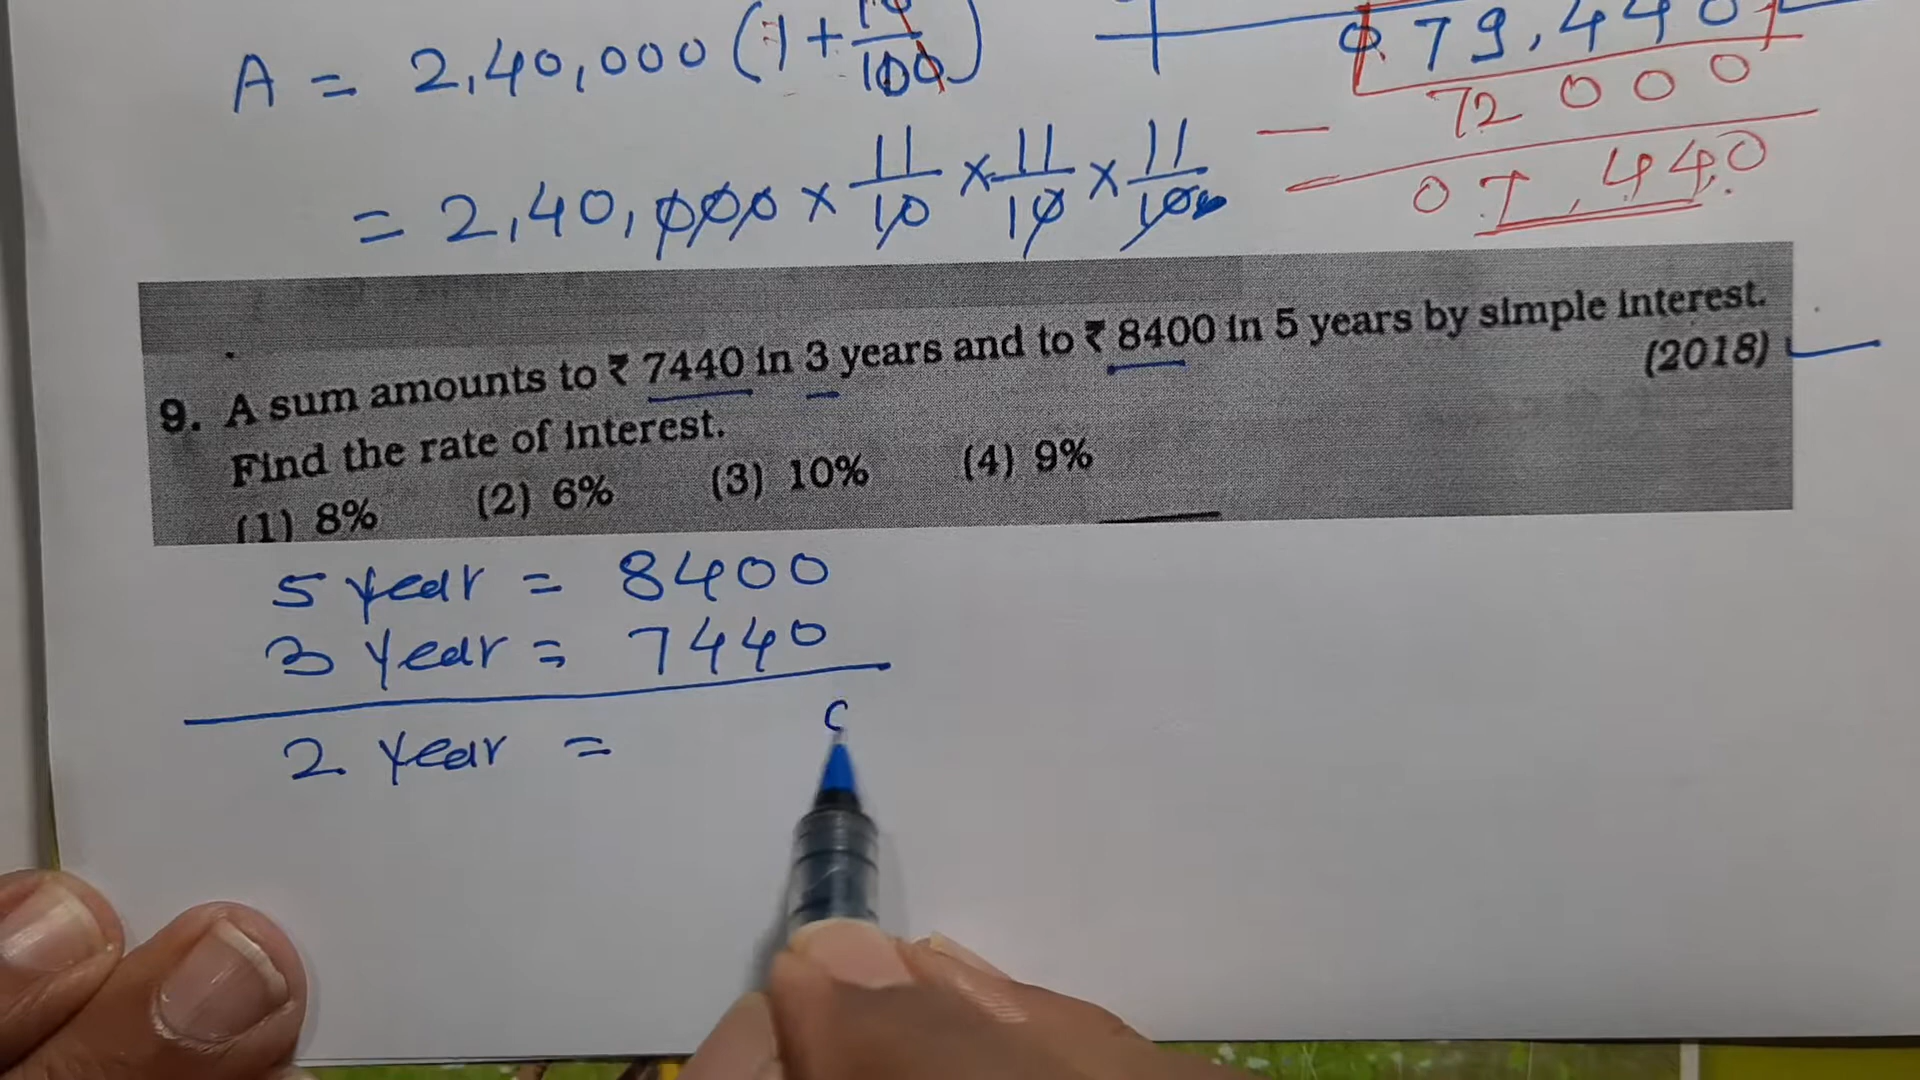 A = 2,40,000 (1 + 10/100)
79,440
72000
07,440
= 2,40,000 × 11/10 × 11/10 × 11/10
9. A sum amounts to ₹ 7440 in 3 years and to ₹ 8400 in 5 years by simple interest.
Find the rate of interest. (2018)
(1) 8% (2) 6% (3) 10% (4) 9%
5 year = 8400
3 year = 7440
2 year =